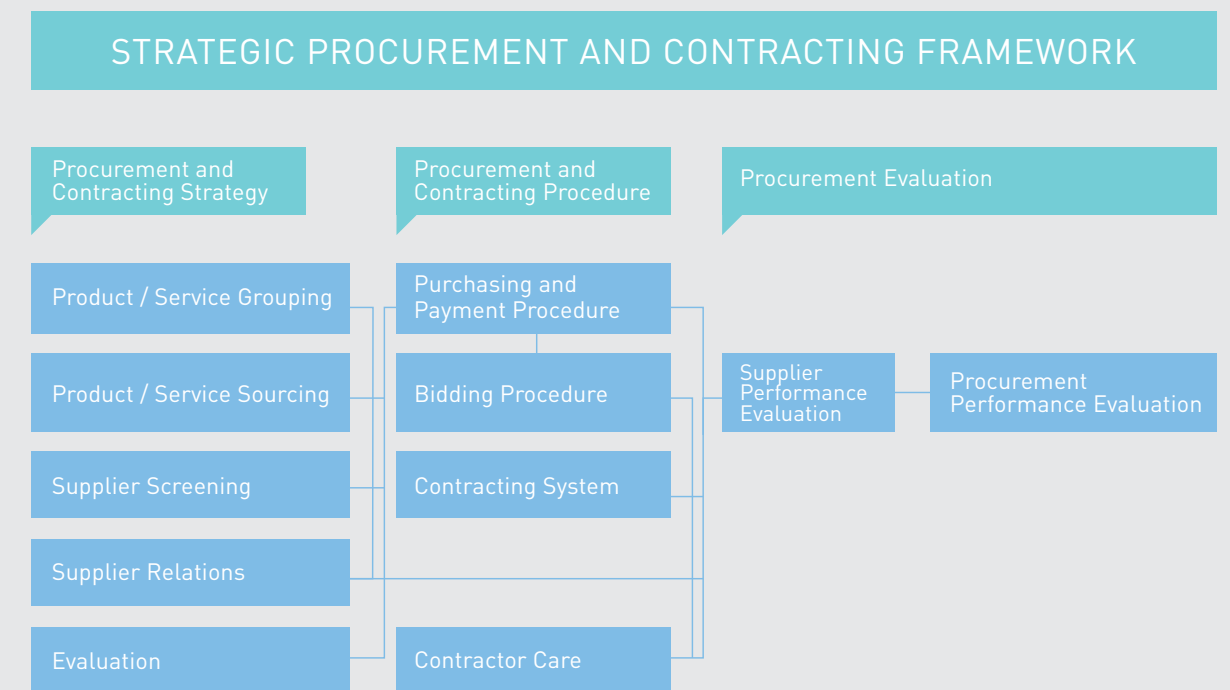 STRATEGIC PROCUREMENT AND CONTRACTING FRAMEWORK
Procurement and
Contracting Strategy
Procurement and
Contracting Procedure
Procurement Evaluation
Product / Service Grouping
Product / Service Sourcing
Supplier Screening
Supplier Relations
Evaluation
Purchasing and
Payment Procedure
Bidding Procedure
Contracting System
Contractor Care
Supplier
Performance
Evaluation
Procurement
Performance Evaluation